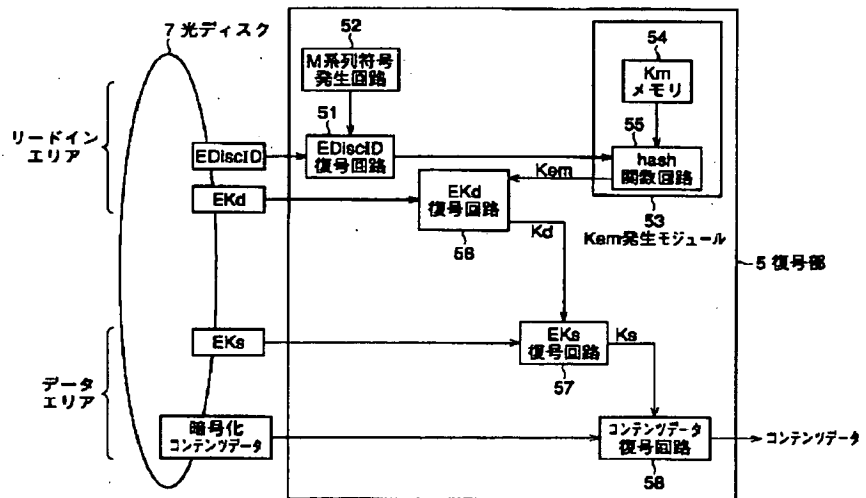 7 光ディスク
リードイン
エリア
データ
エリア
EDiscID
EKd
EKs
暗号化
コンテンツデータ
52
M系列符号
発生回路
51
EDiscID
復号回路
54
Km
メモリ
55
hash
関数回路
53
Kem発生モジュール
Kem
EKd
復号回路
56
Kd
EKs
復号回路
57
Ks
コンテンツデータ
復号回路
58
コンテンツデータ
5 復号部